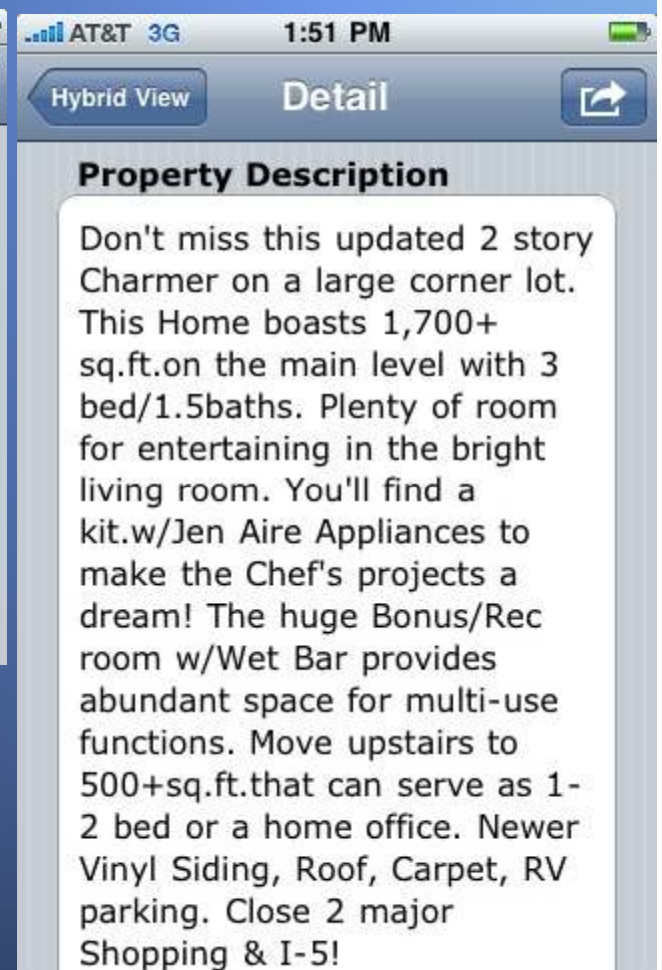 AT&T 3G 1:51 PM
Hybrid View Detail
Property Description
Don't miss this updated 2 story
Charmer on a large corner lot.
This Home boasts 1,700+
sq.ft.on the main level with 3
bed/1.5baths. Plenty of room
for entertaining in the bright
living room. You'll find a
kit.w/Jen Aire Appliances to
make the Chef's projects a
dream! The huge Bonus/Rec
room w/Wet Bar provides
abundant space for multi-use
functions. Move upstairs to
500+sq.ft.that can serve as 1-
2 bed or a home office. Newer
Vinyl Siding, Roof, Carpet, RV
parking. Close 2 major
Shopping & I-5!